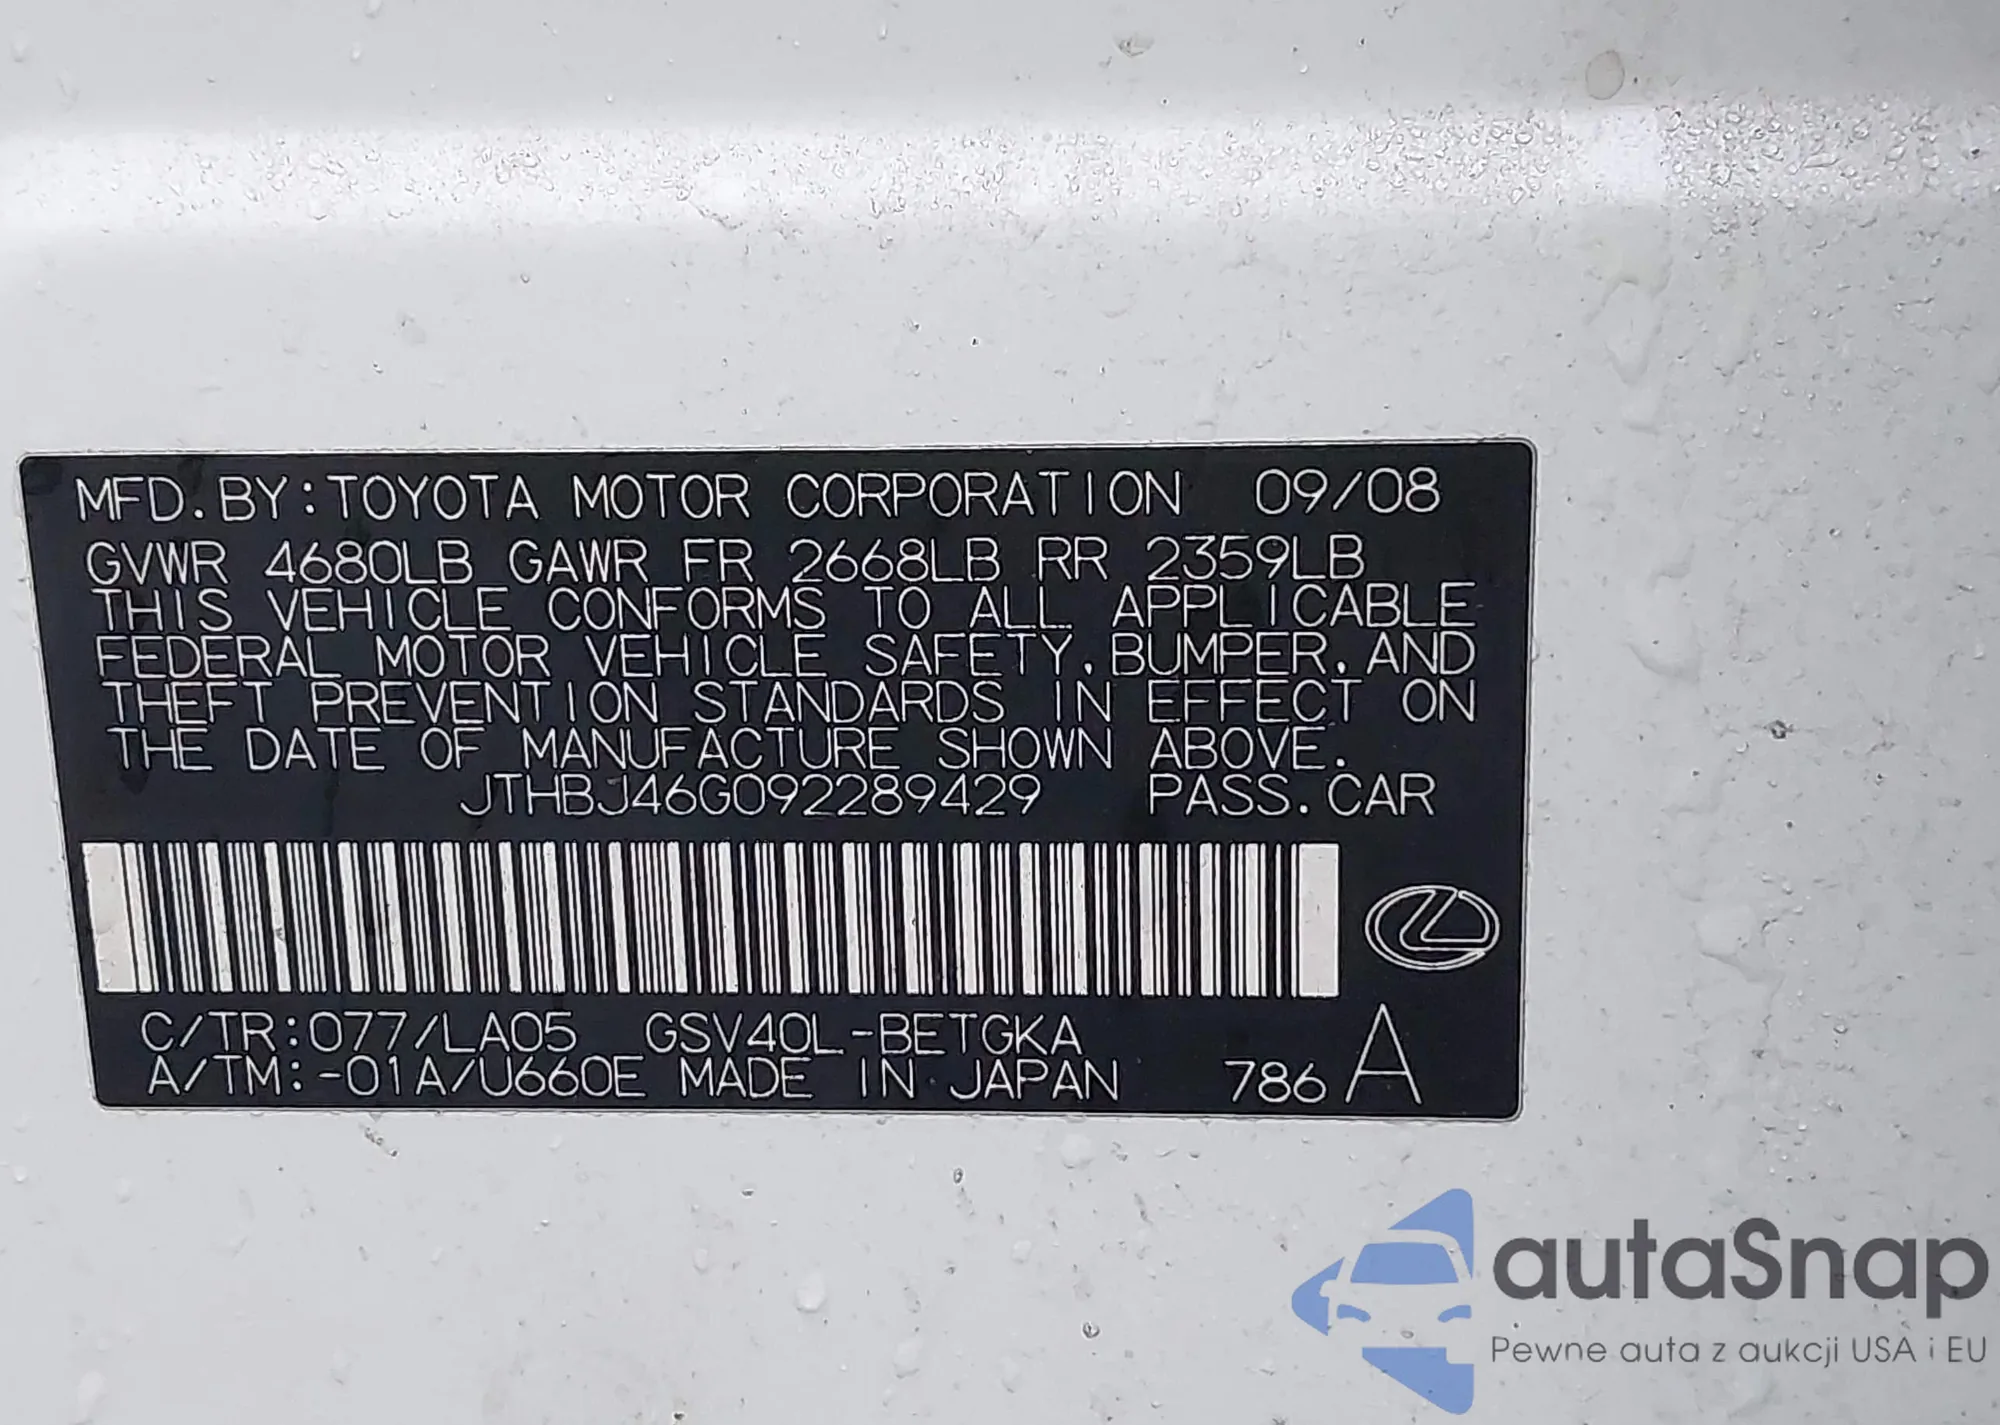 MFD. BY: TOYOTA MOTOR CORPORATION 09/08
GVWR 4680LB GAWR FR 2668LB RR 2359LB
THIS VEHICLE CONFORMS TO ALL APPLICABLE
FEDERAL MOTOR VEHICLE SAFETY, BUMPER, AND
THEFT PREVENTION STANDARDS IN EFFECT ON
THE DATE OF MANUFACTURE SHOWN ABOVE.
JTHBJ46G092289429 PASS. CAR
C/TR: 077/LA05 GSV40L-BETGKA
A/TM: -01A/U660E MADE IN JAPAN 786 A
autaSnap
Pewne auta z aukcji USA i EU